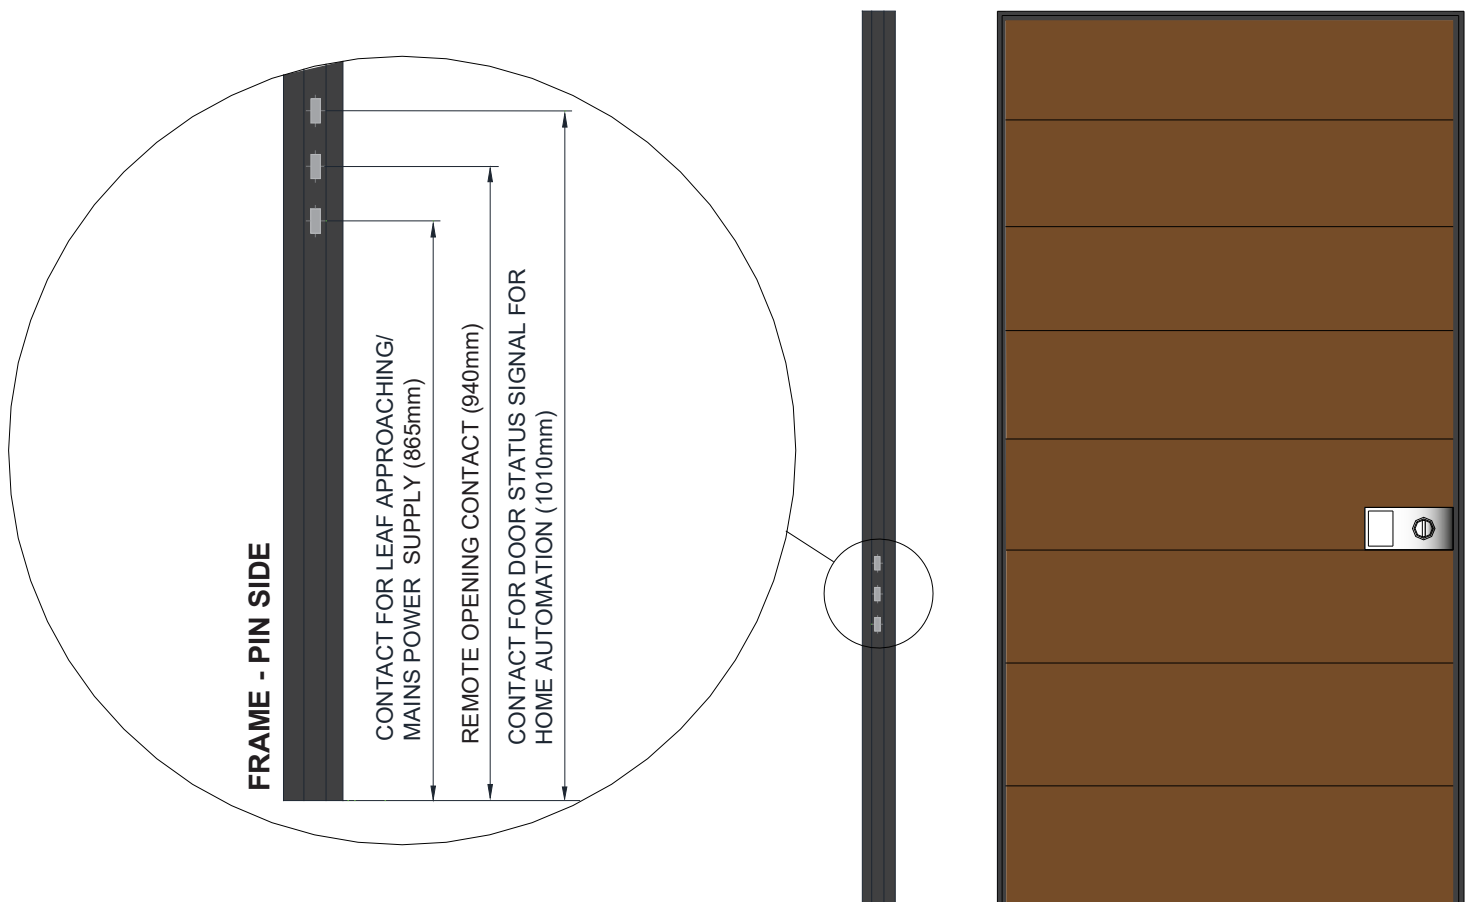 FRAME - PIN SIDE
CONTACT FOR LEAF APPROACHING/
MAINS POWER SUPPLY (865mm)
REMOTE OPENING CONTACT (940mm)
CONTACT FOR DOOR STATUS SIGNAL FOR
HOME AUTOMATION (1010mm)